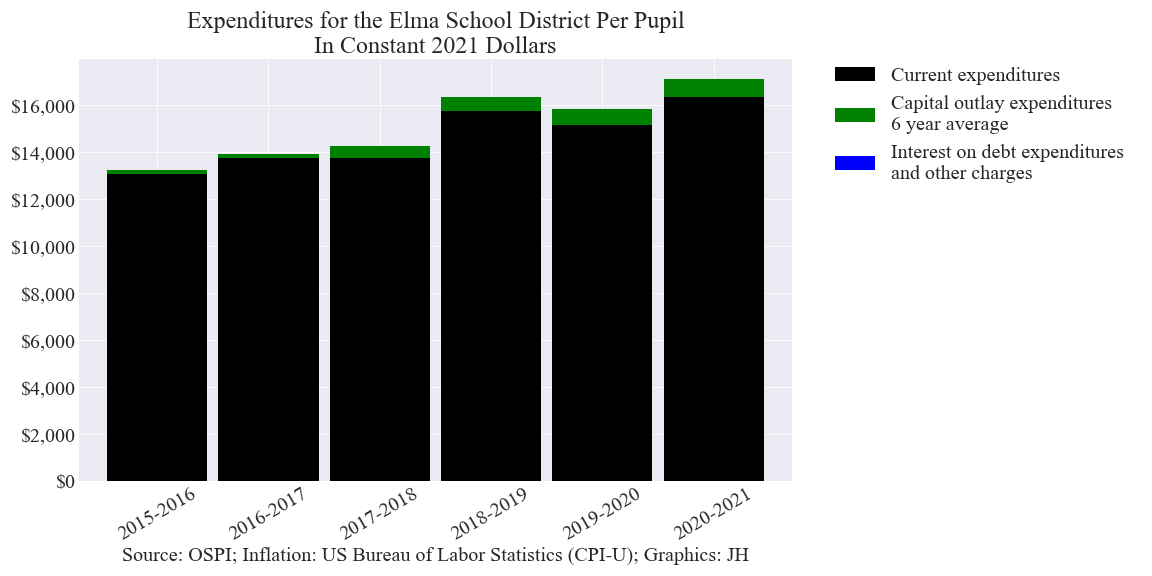 Expenditures for the Elma School District Per Pupil
In Constant 2021 Dollars
$16,000
$14,000
$12,000
$10,000
$8,000
$6,000
$4,000
$2,000
$0
2015-2016
2016-2017
2017-2018
2018-2019
2019-2020
2020-2021
Source: OSPI; Inflation: US Bureau of Labor Statistics (CPI-U); Graphics: JH
Current expenditures
Capital outlay expenditures
6 year average
Interest on debt expenditures
and other charges